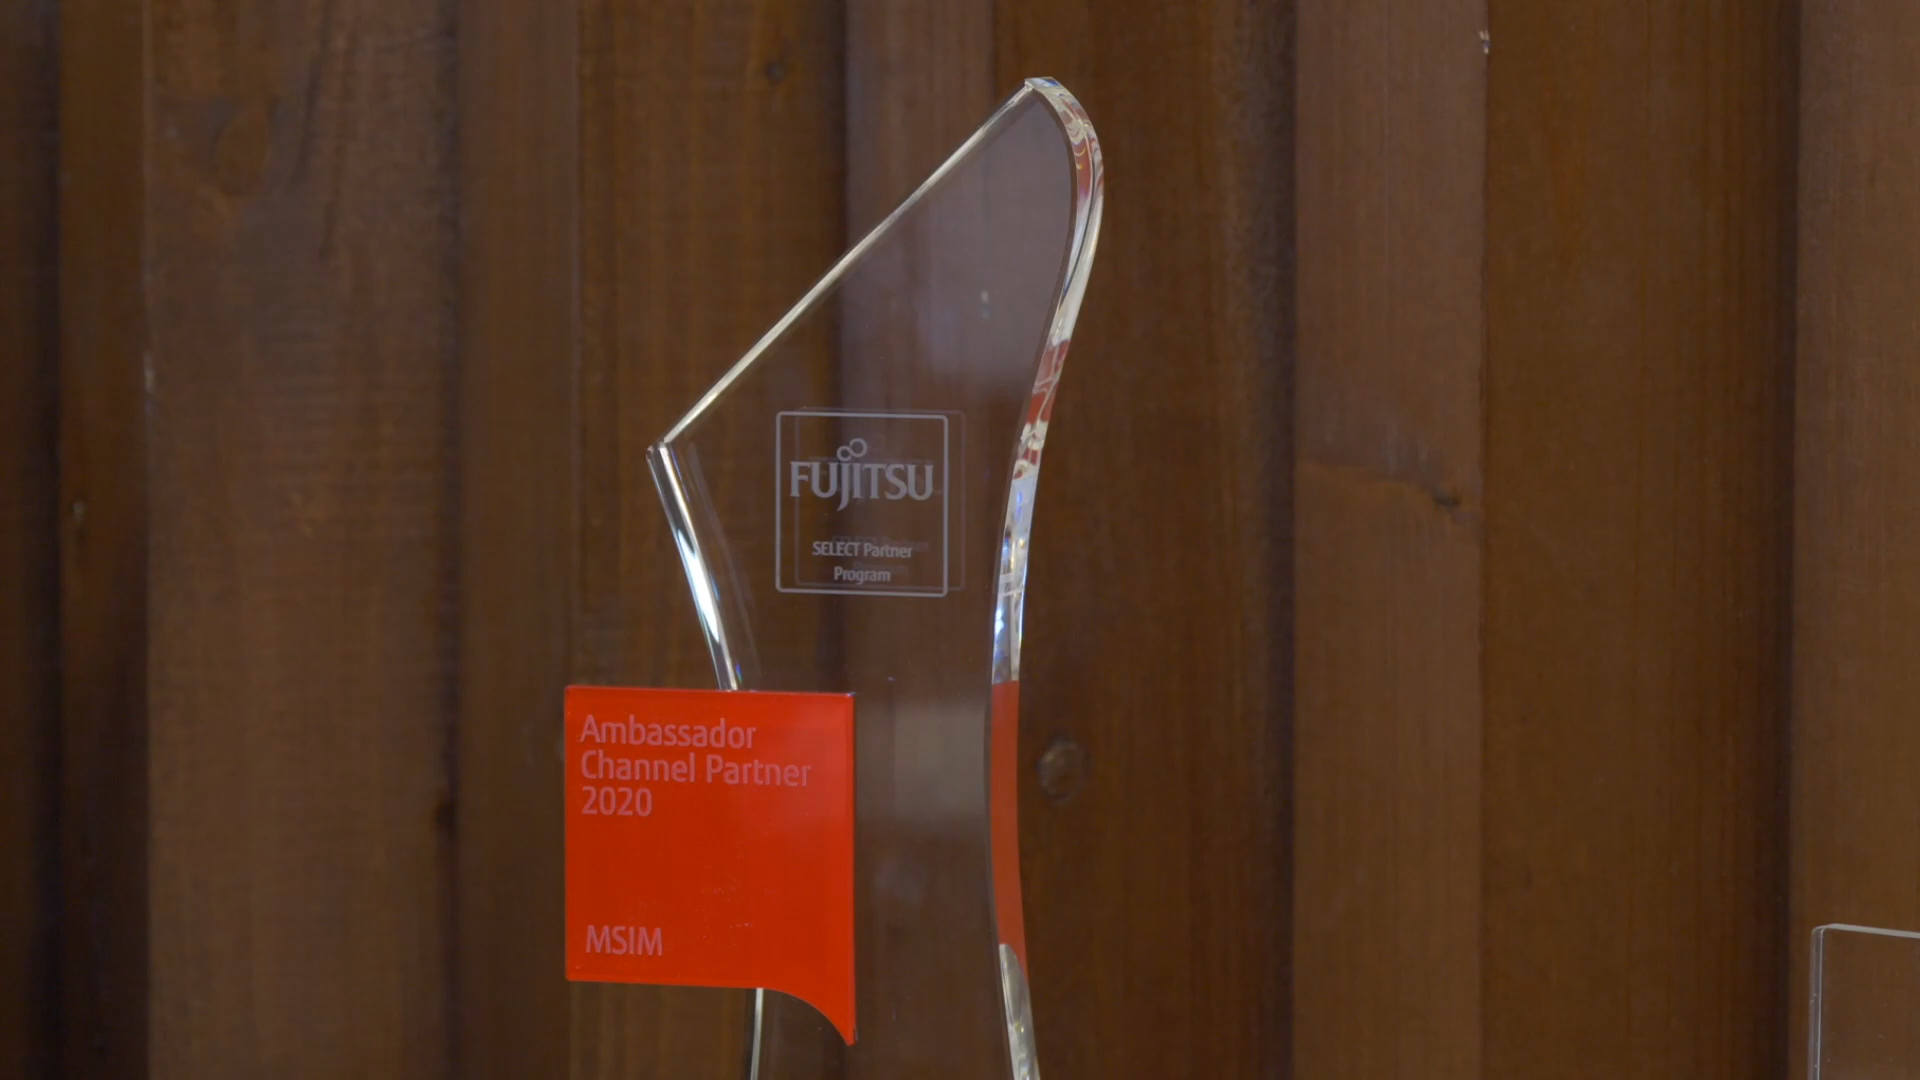 FUJITSU
SELECT Partner
Program
Ambassador
Channel Partner
2020
MSIM